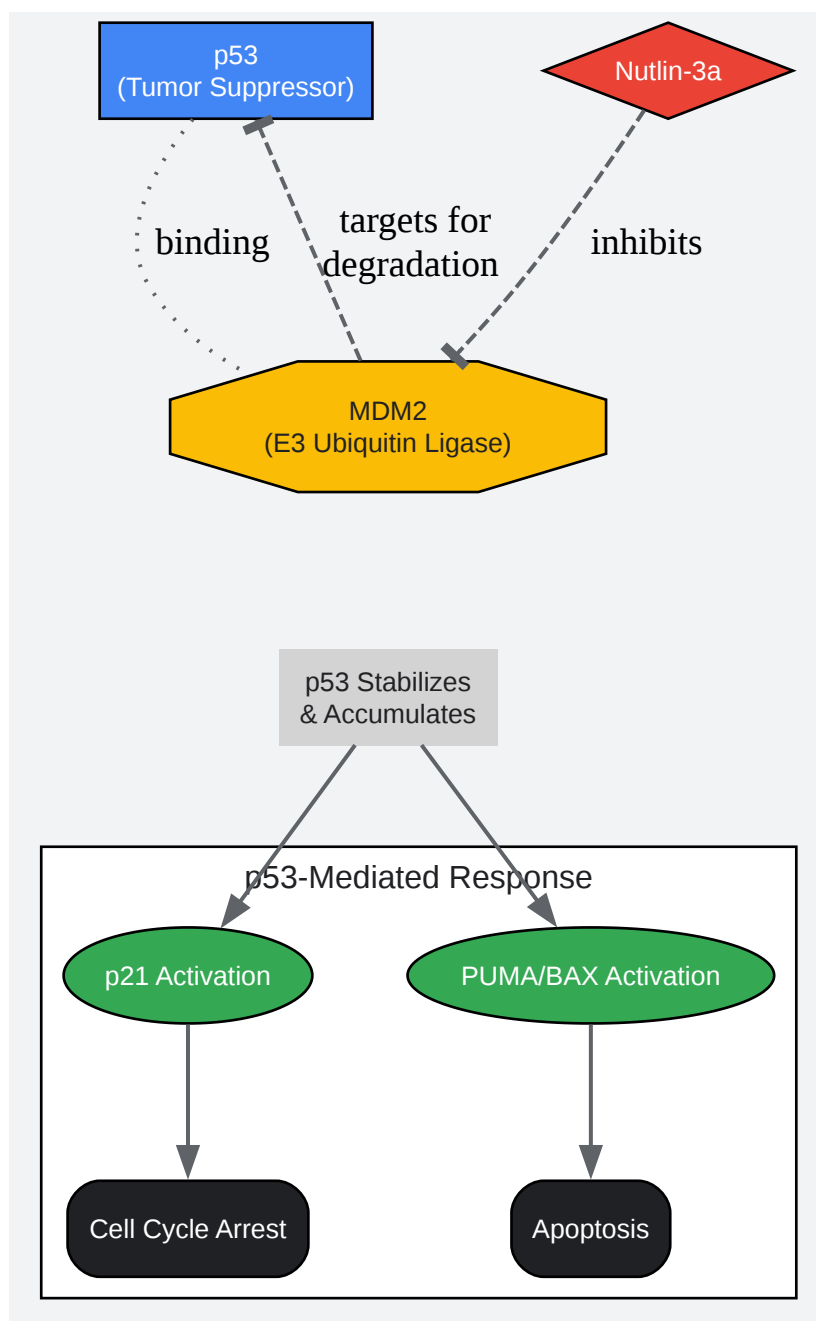 p53
(Tumor Suppressor)
Nutlin-3a
binding
targets for
degradation
inhibits
MDM2
(E3 Ubiquitin Ligase)
p53 Stabilizes
& Accumulates
p53-Mediated Response
p21 Activation
PUMA/BAX Activation
Cell Cycle Arrest
Apoptosis